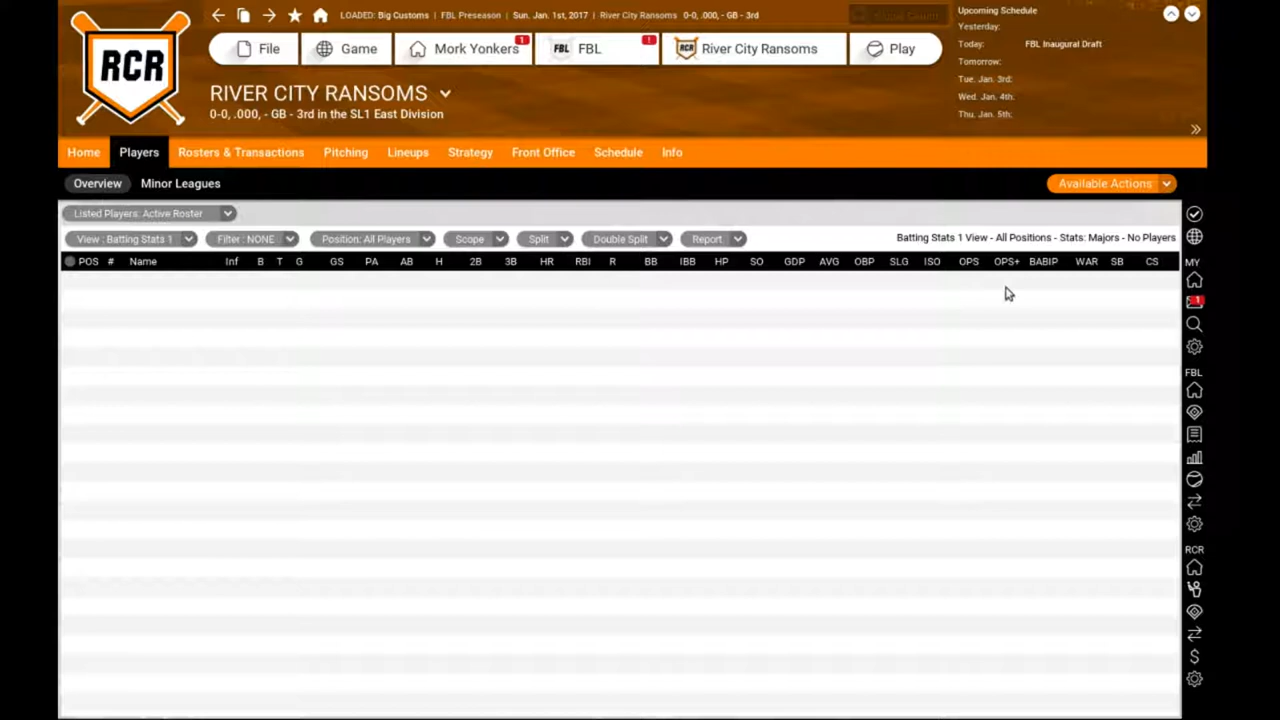 RCR
LOADED: Big Customs | FBL Preseason | Sun. Jan. 1st, 2017 | River City Ransoms 0-0, .000, - GB - 3rd
File
Game
Mork Yonkers 1
FBL FBL !
RCR River City Ransoms
Play
RIVER CITY RANSOMS
0-0, .000, - GB - 3rd in the SL1 East Division
Upcoming Schedule
Yesterday:
Today: FBL Inaugural Draft
Tomorrow:
Tue. Jan. 3rd:
Wed. Jan. 4th:
Thu. Jan. 5th:
Home Players Rosters & Transactions Pitching Lineups Strategy Front Office Schedule Info
Overview Minor Leagues Available Actions
Listed Players: Active Roster
View : Batting Stats 1 Filter : NONE Position: All Players Scope Split Double Split Report Batting Stats 1 View - All Positions - Stats: Majors - No Players
POS # Name Inf B T G GS PA AB H 2B 3B HR RBI R BB IBB HP SO GDP AVG OBP SLG ISO OPS OPS+ BABIP WAR SB CS
MY
1
FBL
RCR
$